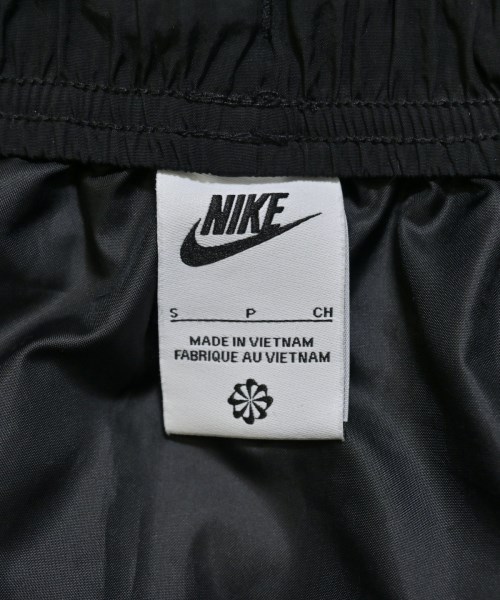 NIKE
S P CH
MADE IN VIETNAM
FABRIQUE AU VIETNAM